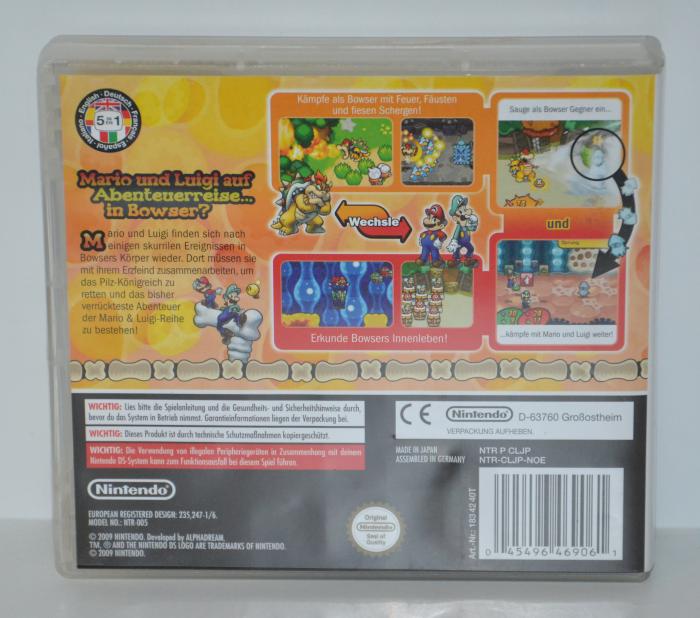 English · Deutsch · Français · Español · Italiano
5 in 1
Mario und Luigi auf
Abenteuerreise...
in Bowser?
Mario und Luigi finden sich nach
einigen skurrilen Ereignissen in
Bowsers Körper wieder. Dort müssen sie
mit ihrem Erzfeind zusammenarbeiten, um
das Pilz-Königreich zu
retten und das bisher
verrückteste Abenteuer
der Mario & Luigi-Reihe
zu bestehen!
Kämpfe als Bowser mit Feuer, Fäusten
und fiesen Schergen!
Wechsle
Erkunde Bowsers Innenleben!
Sauge als Bowser Gegner ein...
und
Sprung
...kämpfe mit Mario und Luigi weiter!
WICHTIG: Lies bitte die Spielanleitung und die Gesundheits- und Sicherheitshinweise durch,
bevor du das System in Betrieb nimmst. Garantieinformationen liegen der Verpackung bei.
WICHTIG: Dieses Produkt ist durch technische Schutzmaßnahmen kopiergeschützt.
WICHTIG: Die Verwendung von illegalen Peripheriegeräten in Zusammenhang mit deinem
Nintendo DS-System kann zum Funktionsausfall bei diesem Spiel führen.
Nintendo
EUROPEAN REGISTERED DESIGN: 235,247-1/6.
MODEL NO.: NTR-005
© 2009 NINTENDO. Developed by ALPHADREAM.
TM, ® AND THE NINTENDO DS LOGO ARE TRADEMARKS OF NINTENDO.
© 2009 NINTENDO.
Original
Nintendo
Seal of
Quality
CE Nintendo D-63760 Großostheim
VERPACKUNG AUFHEBEN.
MADE IN JAPAN
ASSEMBLED IN GERMANY
NTR P CLJP
NTR-CLJP-NOE
Art.-Nr.: 1834240T
0 45496 46906 1